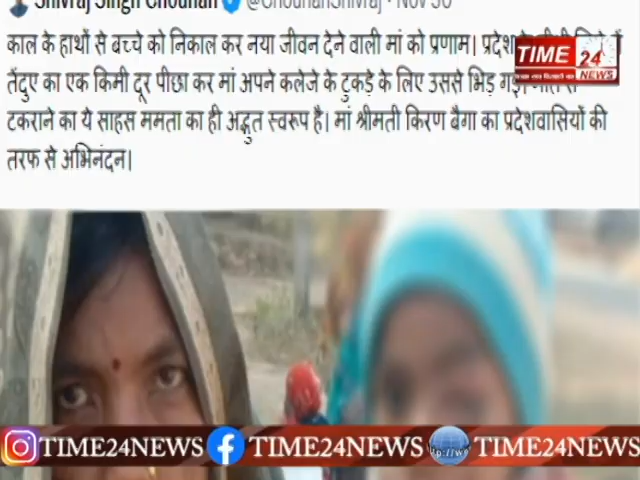 Shivraj Singh Chouhan @ChouhanShivraj · Nov 30
काल के हाथों से बच्चे को निकाल कर नया जीवन देने वाली मां को प्रणाम। प्रदेश
तेंदुए का एक किमी दूर पीछा कर मां अपने कलेजे के टुकड़े के लिए उससे भिड़
टकराने का ये साहस ममता का ही अद्भुत स्वरूप है। मां श्रीमती किरण बैगा का प्रदेशवासियों की
तरफ से अभिनंदन।
TIME 24
NEWS
TIME24NEWS TIME24NEWS TIME24NEWS